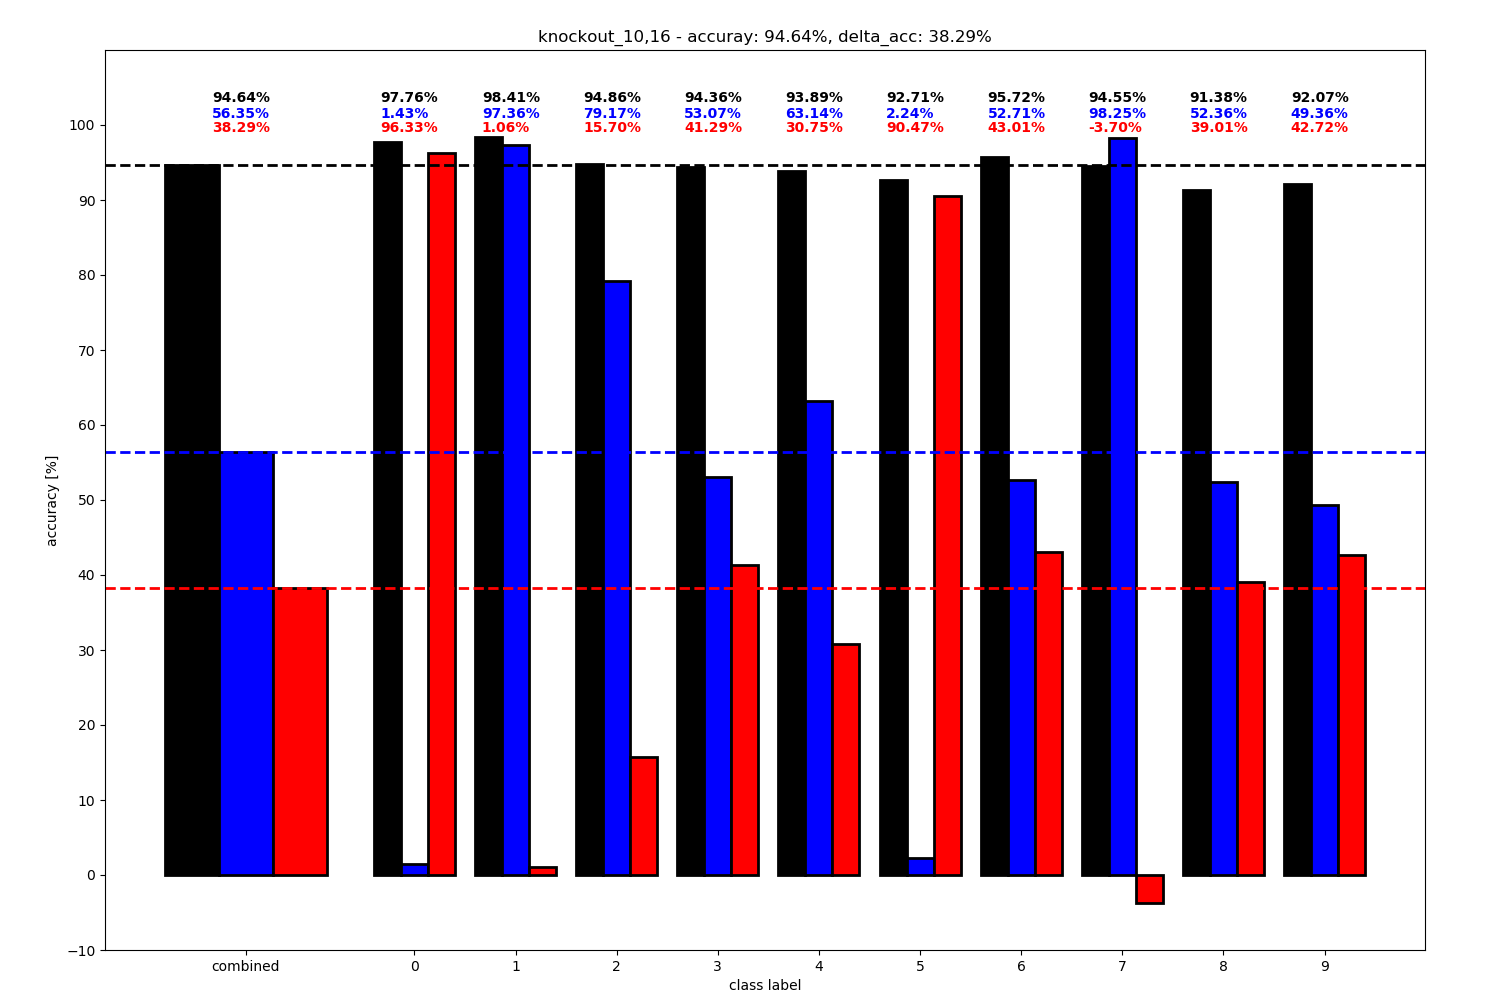 knockout_10,16 - accuray: 94.64%, delta_acc: 38.29%
94.64% 97.76% 98.41% 94.86% 94.36% 93.89% 92.71% 95.72% 94.55% 91.38% 92.07%
56.35% 1.43% 97.36% 79.17% 53.07% 63.14% 2.24% 52.71% 98.25% 52.36% 49.36%
38.29% 96.33% 1.06% 15.70% 41.29% 30.75% 90.47% 43.01% -3.70% 39.01% 42.72%
100
90
80
70
60
50
40
30
20
10
0
−10
accuracy [%]
combined 0 1 2 3 4 5 6 7 8 9
class label